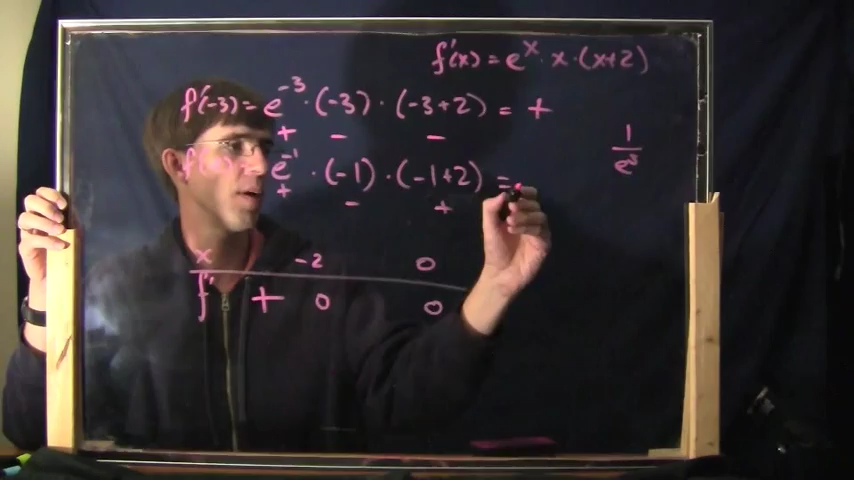 f'(x) = e^x · x · (x+2)
f'(-3) = e^-3 · (-3) · (-3+2) = +
+ - -
1/e^3
e^-1 · (-1) · (-1+2) =
+ - +
x -2 0
f' + 0 0